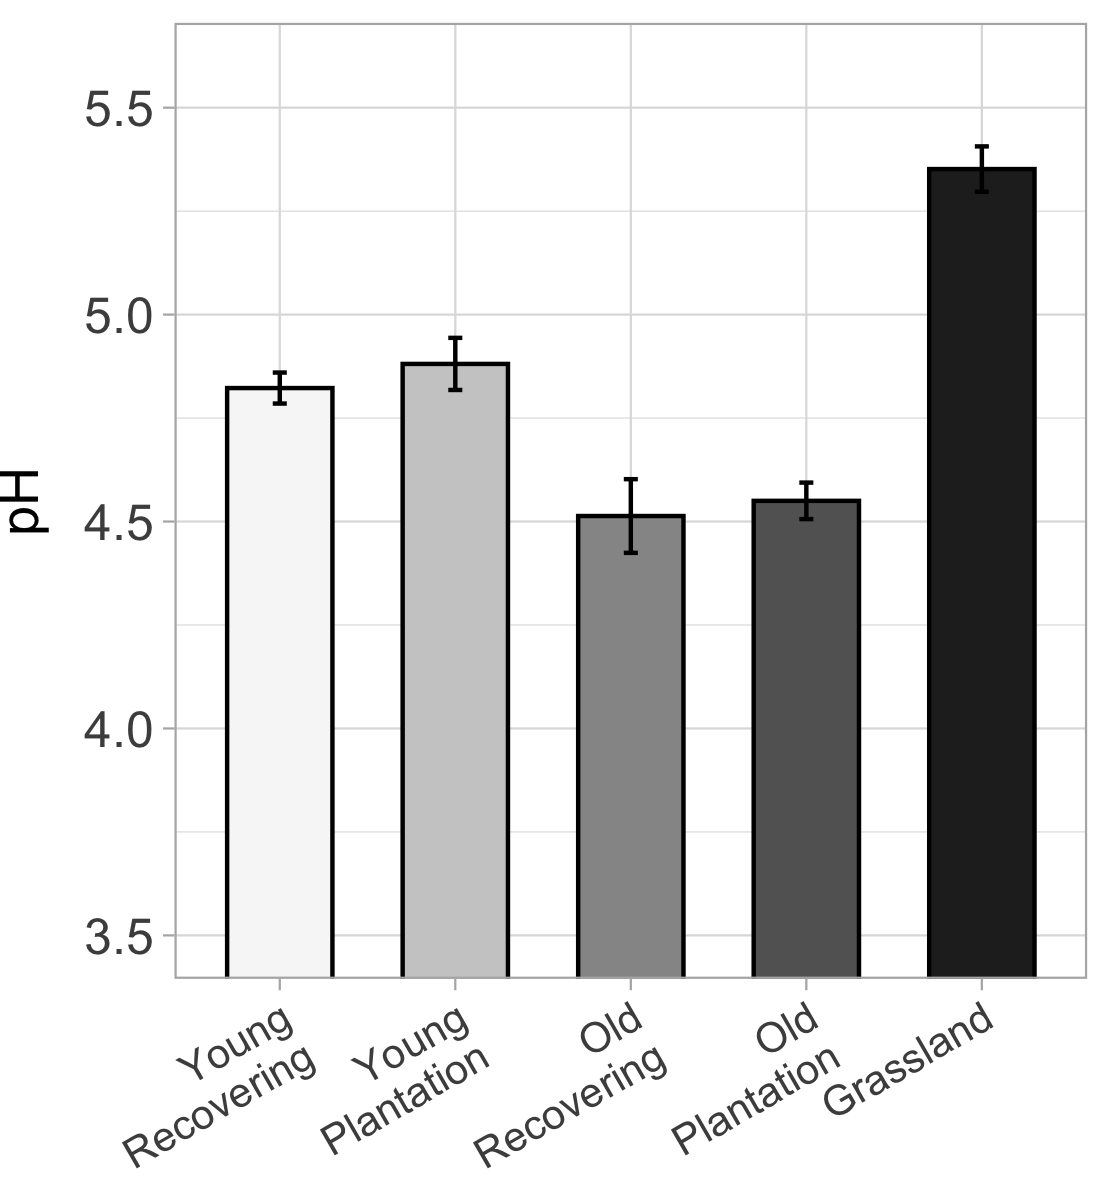 pH
5.5
5.0
4.5
4.0
3.5
Young
Recovering
Young
Plantation
Old
Recovering
Old
Plantation
Grassland